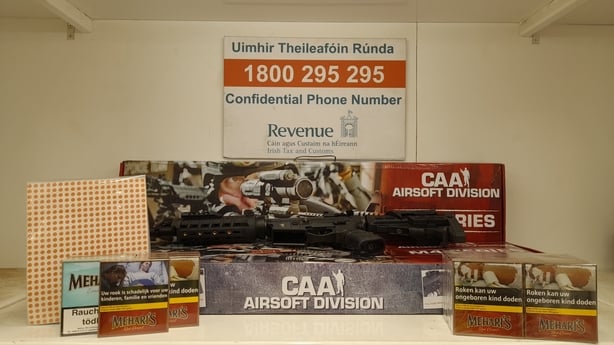 Uimhir Theileafóin Rúnda
1800 295 295
Confidential Phone Number
Revenue
Cáin agus Custaim na hÉireann
Irish Tax and Customs
CAA
AIRSOFT DIVISION
RIES
CAA
AIRSOFT DIVISION
MEH
Rauch
tödl
Uw rook is schadelijk voor uw
kinderen, familie en vrienden
MEHARI'S
Roken kan uw
ongeboren kind doden
MEHARI'S
Roken kan uw
ongeboren kind doden
MEHARI'S